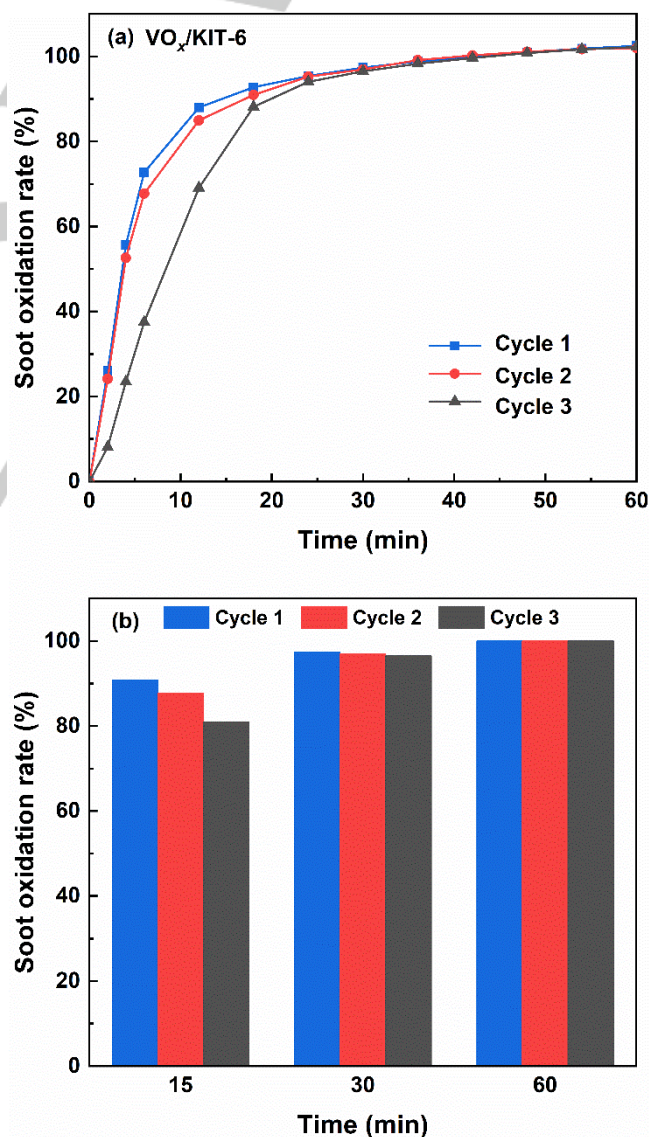 (a) VOx/KIT-6
Soot oxidation rate (%)
100
80
60
40
20
0
Cycle 1
Cycle 2
Cycle 3
0 10 20 30 40 50 60
Time (min)
(b) Cycle 1 Cycle 2 Cycle 3
Soot oxidation rate (%)
100
80
60
40
20
0
15 30 60
Time (min)